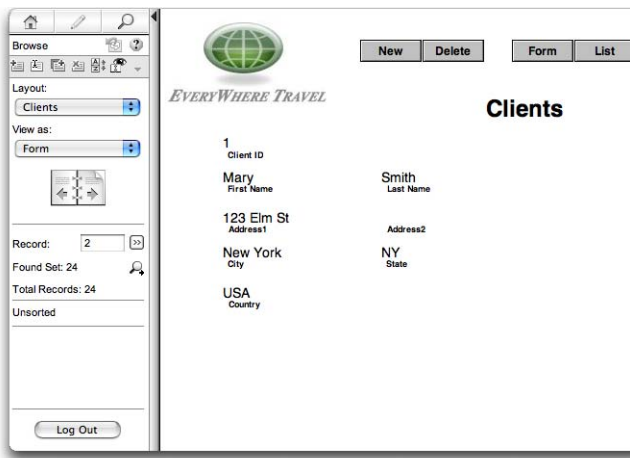 Browse
Layout:
Clients
View as:
Form
Record: 2
Found Set: 24
Total Records: 24
Unsorted
Log Out
EVERYWHERE TRAVEL
New Delete Form List
Clients
1
Client ID
Mary Smith
First Name Last Name
123 Elm St
Address1 Address2
New York NY
City State
USA
Country